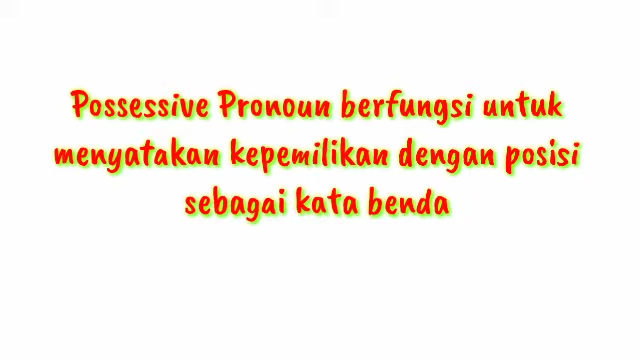 Possessive Pronoun berfungsi untuk
menyatakan kepemilikan dengan posisi
sebagai kata benda